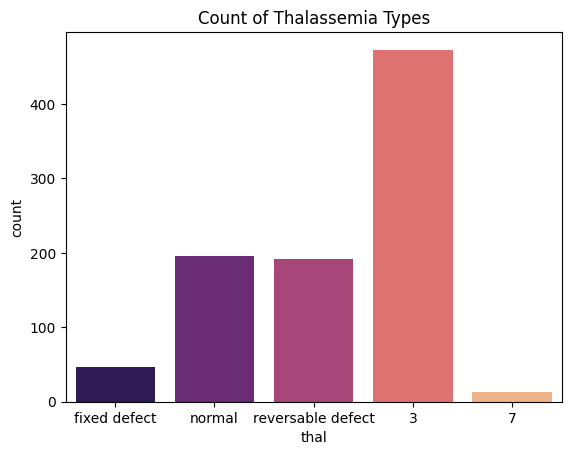 Count of Thalassemia Types
count
400
300
200
100
0
fixed defect normal reversable defect 3 7
thal